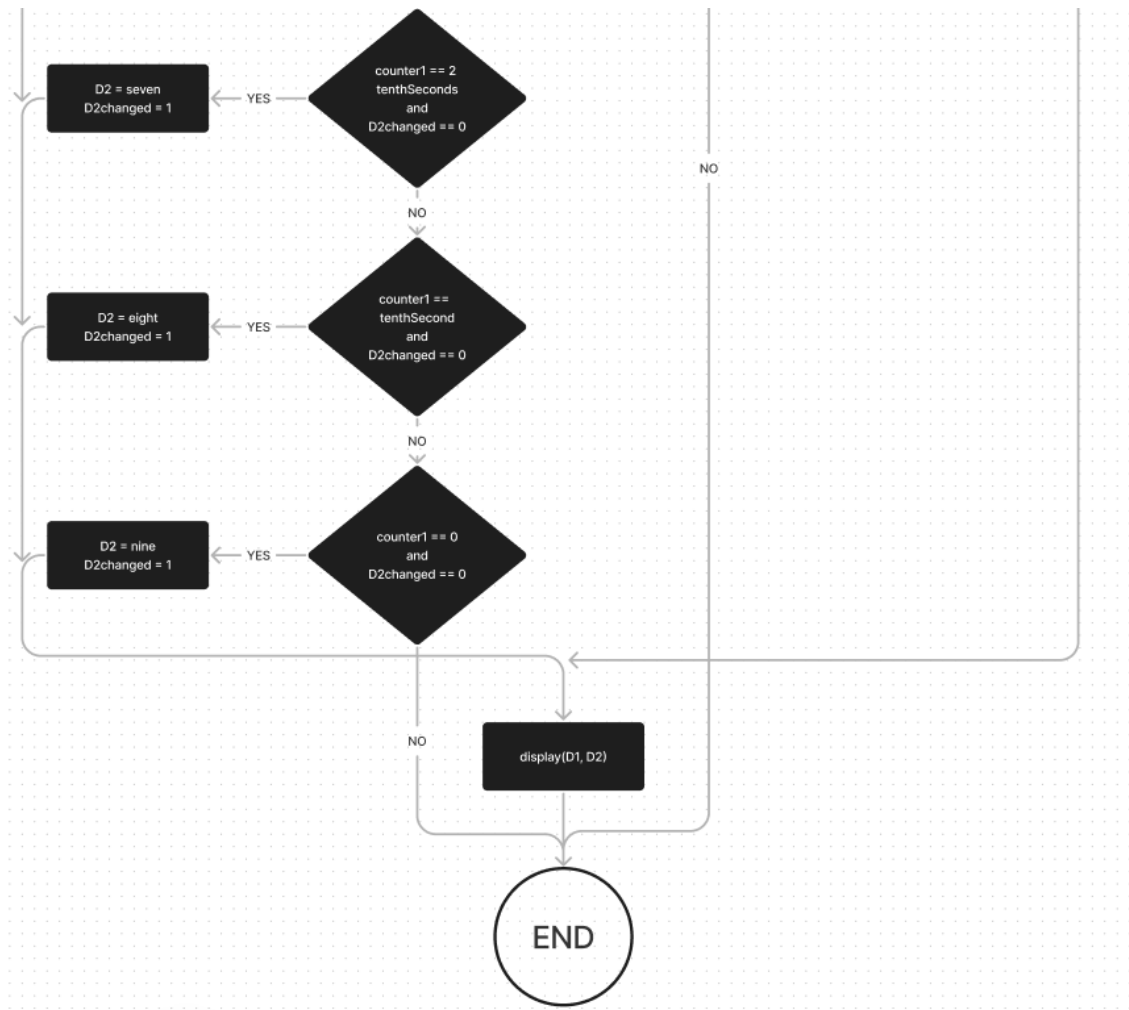 D2 = seven
D2changed = 1
YES
counter1 == 2
tenthSeconds
and
D2changed == 0
NO
NO
D2 = eight
D2changed = 1
YES
counter1 ==
tenthSecond
and
D2changed == 0
NO
D2 = nine
D2changed = 1
YES
counter1 == 0
and
D2changed == 0
NO
display(D1, D2)
END